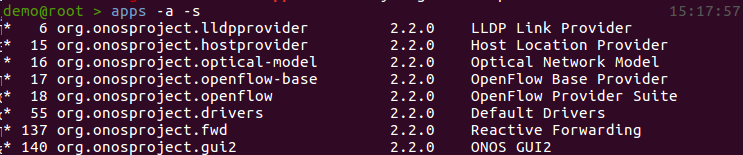 demo@root > apps -a -s 15:17:57
* 6 org.onosproject.lldpprovider 2.2.0 LLDP Link Provider
* 15 org.onosproject.hostprovider 2.2.0 Host Location Provider
* 16 org.onosproject.optical-model 2.2.0 Optical Network Model
* 17 org.onosproject.openflow-base 2.2.0 OpenFlow Base Provider
* 18 org.onosproject.openflow 2.2.0 OpenFlow Provider Suite
* 55 org.onosproject.drivers 2.2.0 Default Drivers
* 137 org.onosproject.fwd 2.2.0 Reactive Forwarding
* 140 org.onosproject.gui2 2.2.0 ONOS GUI2